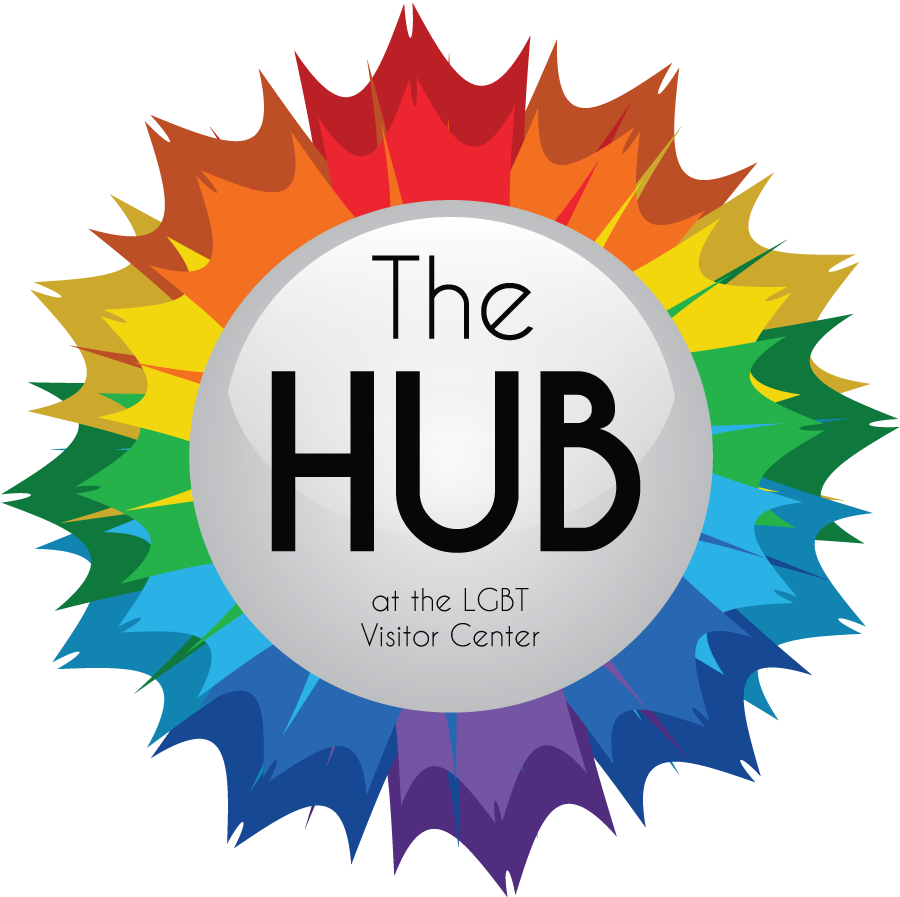 The
HUB
at the LGBT
Visitor Center